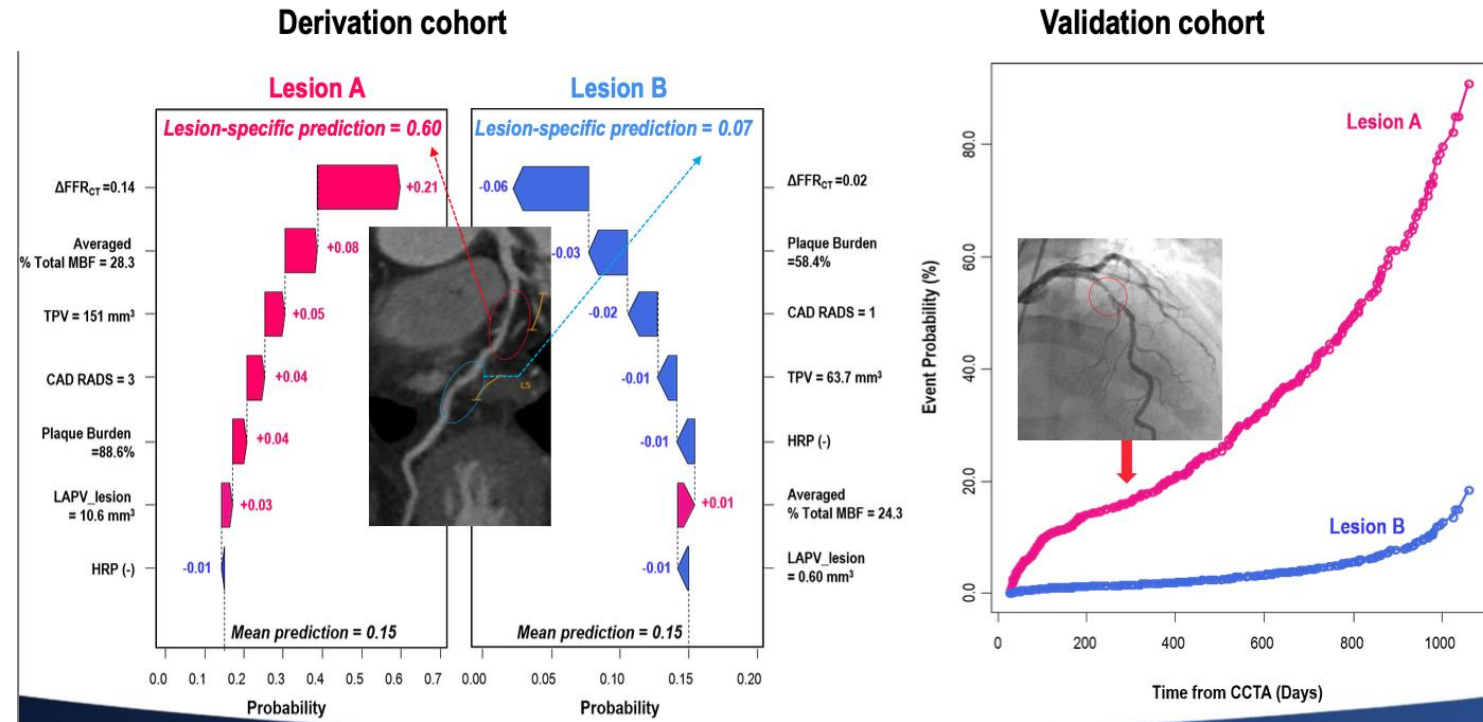 Derivation cohort
Validation cohort
Lesion A
Lesion-specific prediction = 0.60
ΔFFRCT =0.14
+0.21
Averaged
% Total MBF = 28.3
+0.08
TPV = 151 mm³
+0.05
CAD RADS = 3
+0.04
Plaque Burden
=88.6%
+0.04
LAPV_lesion
= 10.6 mm³
+0.03
HRP (-)
-0.01
Mean prediction = 0.15
0.0 0.1 0.2 0.3 0.4 0.5 0.6 0.7
Probability
LS
Lesion B
Lesion-specific prediction = 0.07
-0.06
ΔFFRCT =0.02
-0.03
Plaque Burden
=58.4%
-0.02
CAD RADS = 1
-0.01
TPV = 63.7 mm³
-0.01
HRP (-)
+0.01
Averaged
% Total MBF = 24.3
-0.01
LAPV_lesion
= 0.60 mm³
Mean prediction = 0.15
0.00 0.05 0.10 0.15 0.20
Probability
Event Probability (%)
80.0
60.0
40.0
20.0
0.0
Lesion A
Lesion B
0 200 400 600 800 1000
Time from CCTA (Days)